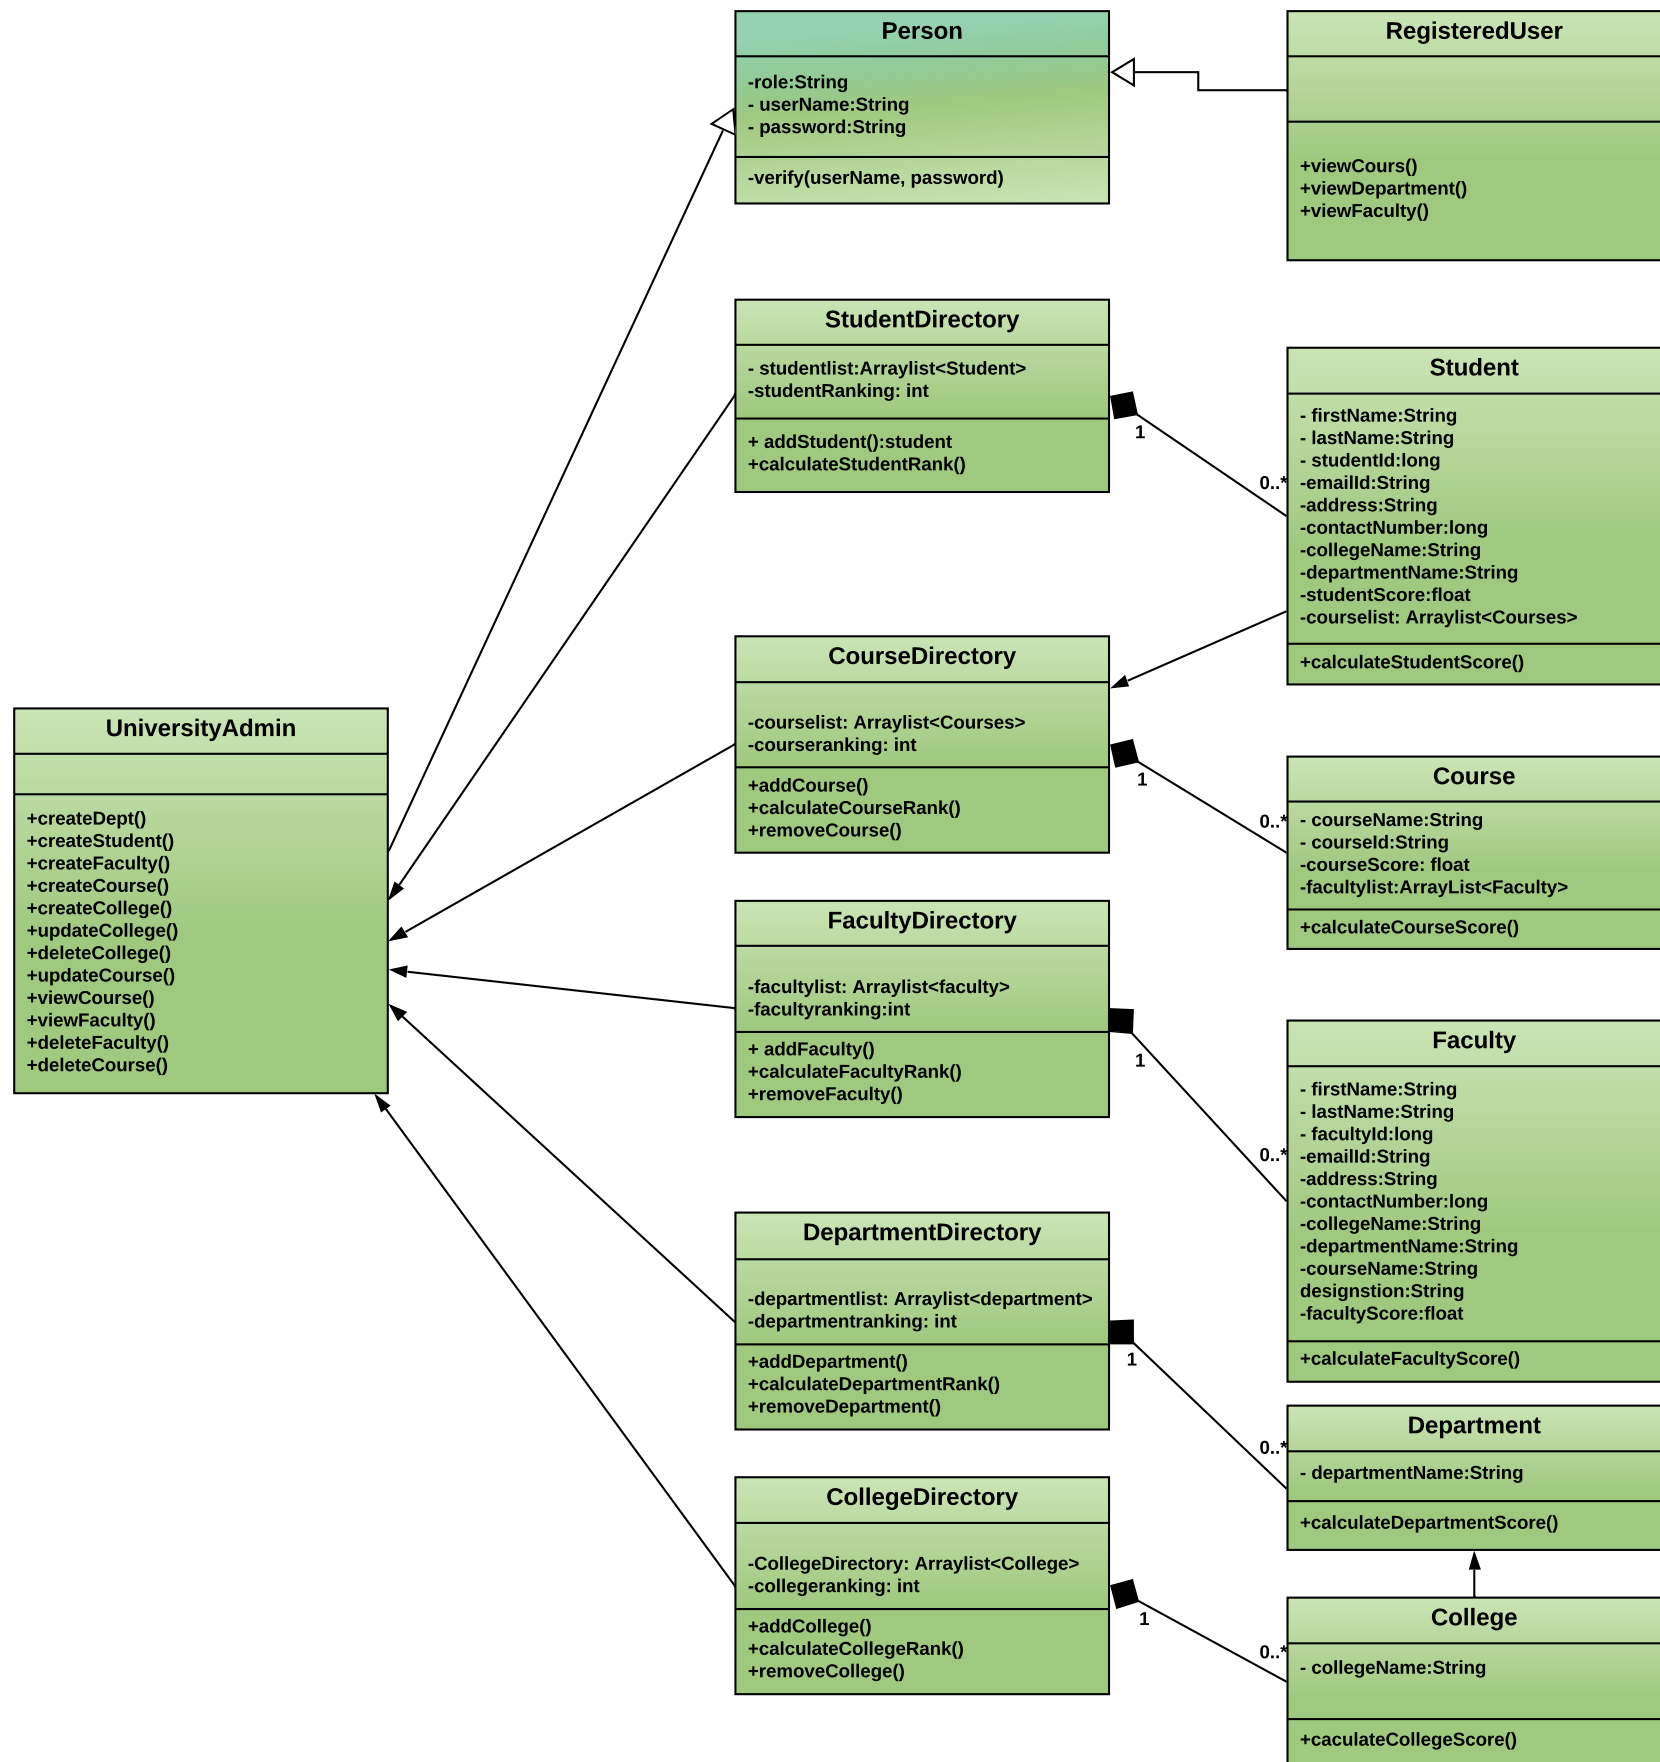 Person
-role:String
- userName:String
- password:String
-verify(userName, password)
RegisteredUser
+viewCours()
+viewDepartment()
+viewFaculty()
StudentDirectory
- studentlist:Arraylist<Student>
-studentRanking: int
+ addStudent():student
+calculateStudentRank()
1
0..*
Student
- firstName:String
- lastName:String
- studentId:long
-emailId:String
-address:String
-contactNumber:long
-collegeName:String
-departmentName:String
-studentScore:float
-courselist: Arraylist<Courses>
+calculateStudentScore()
UniversityAdmin
+createDept()
+createStudent()
+createFaculty()
+createCourse()
+createCollege()
+updateCollege()
+deleteCollege()
+updateCourse()
+viewCourse()
+viewFaculty()
+deleteFaculty()
+deleteCourse()
CourseDirectory
-courselist: Arraylist<Courses>
-courseranking: int
+addCourse()
+calculateCourseRank()
+removeCourse()
1
0..*
Course
- courseName:String
- courseId:String
-courseScore: float
-facultylist:ArrayList<Faculty>
+calculateCourseScore()
FacultyDirectory
-facultylist: Arraylist<faculty>
-facultyranking:int
+ addFaculty()
+calculateFacultyRank()
+removeFaculty()
1
0..*
Faculty
- firstName:String
- lastName:String
- facultyId:long
-emailId:String
-address:String
-contactNumber:long
-collegeName:String
-departmentName:String
-courseName:String
designstion:String
-facultyScore:float
+calculateFacultyScore()
DepartmentDirectory
-departmentlist: Arraylist<department>
-departmentranking: int
+addDepartment()
+calculateDepartmentRank()
+removeDepartment()
1
0..*
Department
- departmentName:String
+calculateDepartmentScore()
CollegeDirectory
-CollegeDirectory: Arraylist<College>
-collegeranking: int
+addCollege()
+calculateCollegeRank()
+removeCollege()
1
0..*
College
- collegeName:String
+caculateCollegeScore()